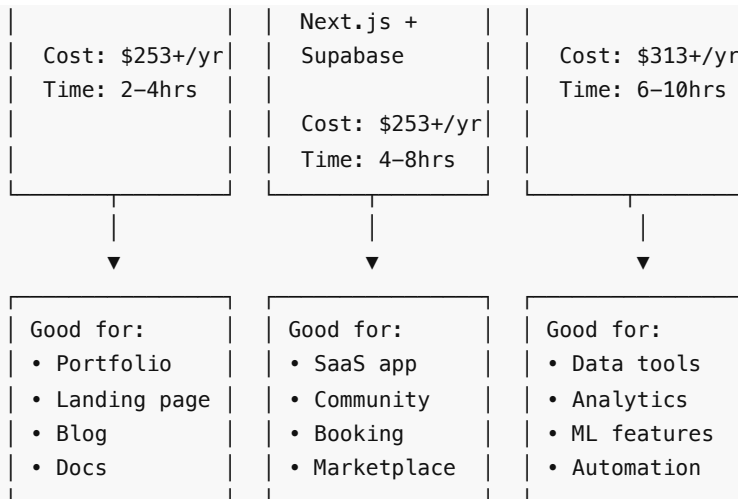 Cost: $253+/yr
Time: 2–4hrs
Next.js +
Supabase
Cost: $253+/yr
Time: 4–8hrs
Cost: $313+/yr
Time: 6–10hrs
Good for:
• Portfolio
• Landing page
• Blog
• Docs
Good for:
• SaaS app
• Community
• Booking
• Marketplace
Good for:
• Data tools
• Analytics
• ML features
• Automation